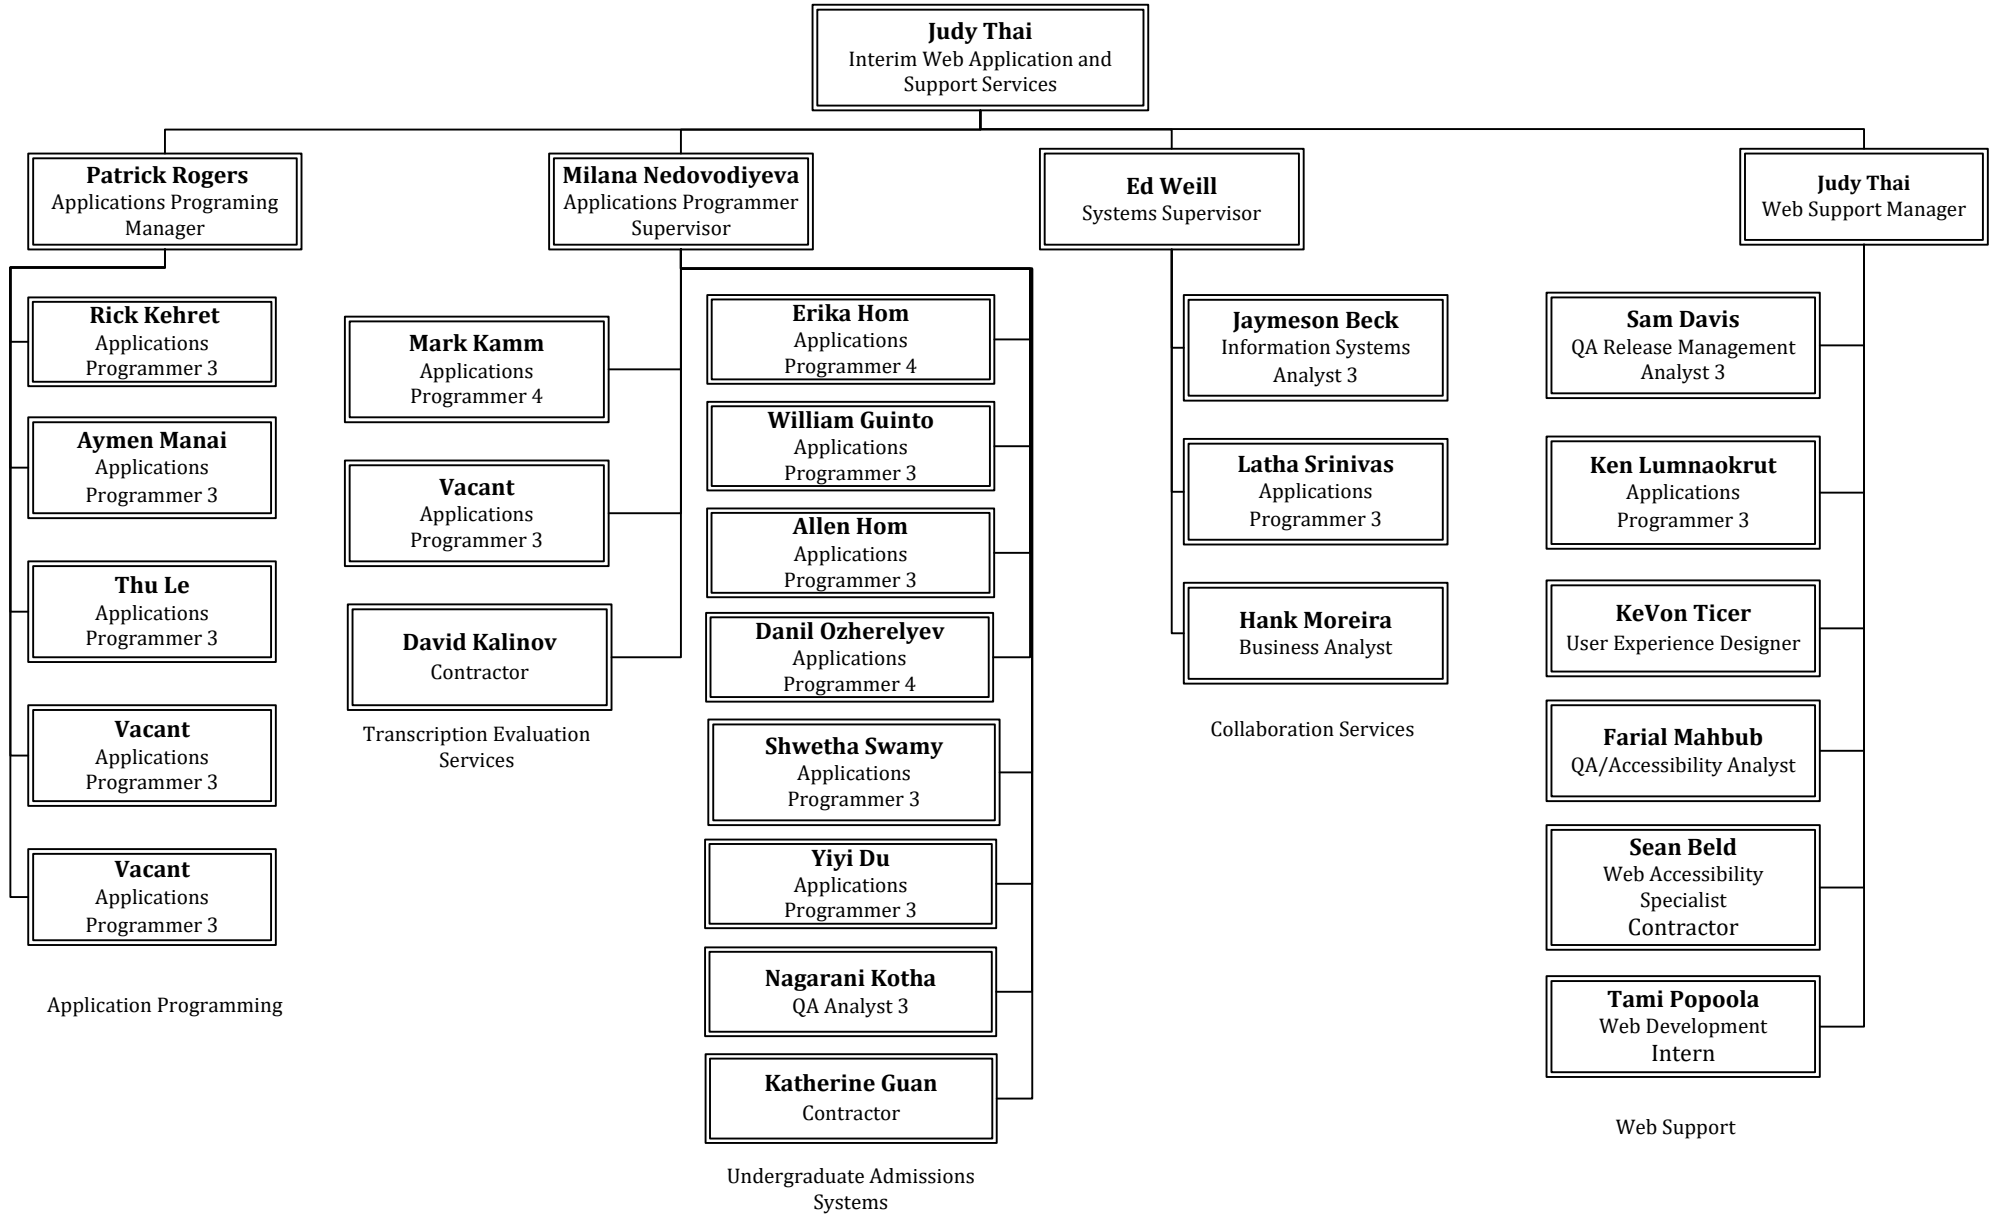 Judy Thai
Interim Web Application and
Support Services
Patrick Rogers
Applications Programing
Manager
Milana Nedovodiyeva
Applications Programmer
Supervisor
Ed Weill
Systems Supervisor
Judy Thai
Web Support Manager
Rick Kehret
Applications
Programmer 3
Aymen Manai
Applications
Programmer 3
Thu Le
Applications
Programmer 3
Vacant
Applications
Programmer 3
Vacant
Applications
Programmer 3
Application Programming
Mark Kamm
Applications
Programmer 4
Vacant
Applications
Programmer 3
David Kalinov
Contractor
Transcription Evaluation
Services
Erika Hom
Applications
Programmer 4
William Guinto
Applications
Programmer 3
Allen Hom
Applications
Programmer 3
Danil Ozherelyev
Applications
Programmer 4
Shwetha Swamy
Applications
Programmer 3
Yiyi Du
Applications
Programmer 3
Nagarani Kotha
QA Analyst 3
Katherine Guan
Contractor
Undergraduate Admissions
Systems
Jaymeson Beck
Information Systems
Analyst 3
Latha Srinivas
Applications
Programmer 3
Hank Moreira
Business Analyst
Collaboration Services
Sam Davis
QA Release Management
Analyst 3
Ken Lumnaokrut
Applications
Programmer 3
KeVon Ticer
User Experience Designer
Farial Mahbub
QA/Accessibility Analyst
Sean Beld
Web Accessibility
Specialist
Contractor
Tami Popoola
Web Development
Intern
Web Support